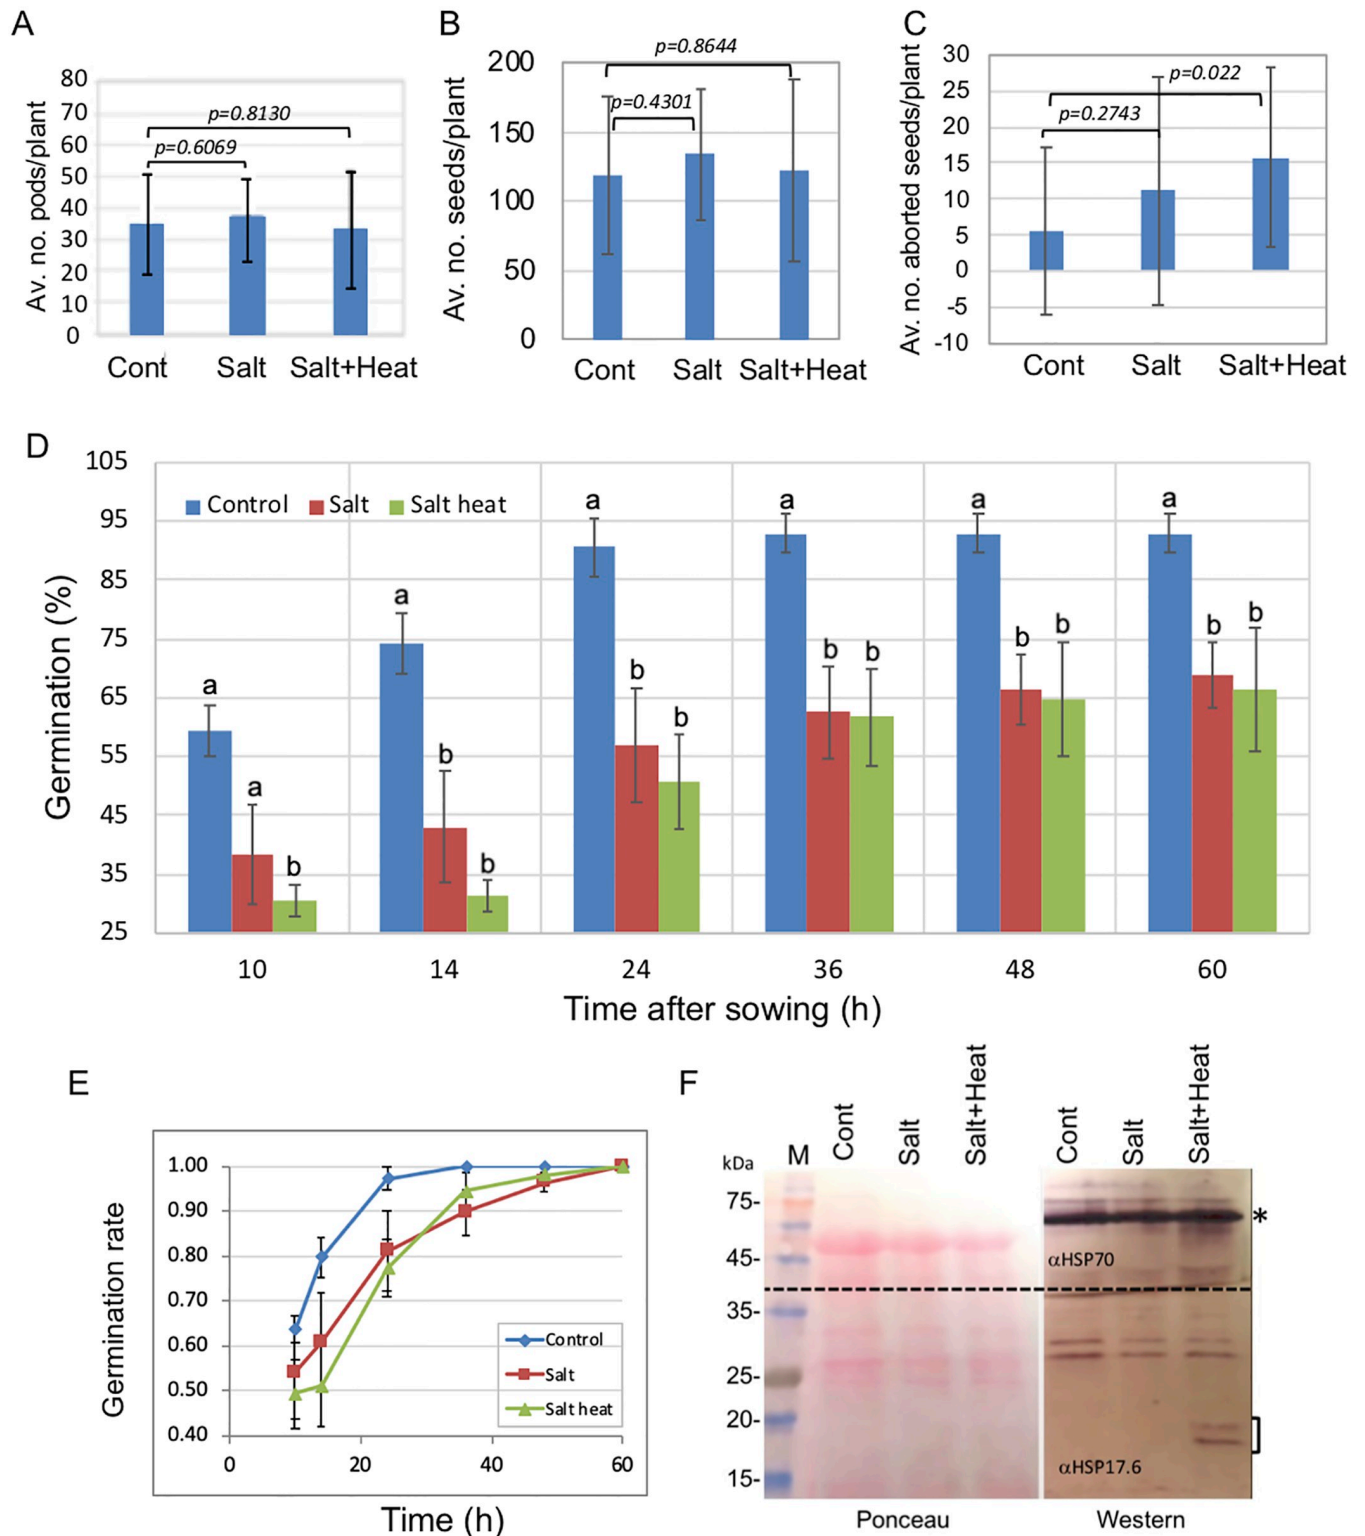 A
Av. no. pods/plant
80
70
60
50
40
30
20
10
0
p=0.8130
p=0.6069
Cont Salt Salt+Heat
B
Av. no. seeds/plant
200
150
100
50
0
p=0.8644
p=0.4301
Cont Salt Salt+Heat
C
Av. no. aborted seeds/plant
30
25
20
15
10
5
0
-5
-10
p=0.022
p=0.2743
Cont Salt Salt+Heat
D
Germination (%)
105
95
85
75
65
55
45
35
25
Control Salt Salt heat
a a b
a b b
a b b
a b b
a b b
a b b
10 14 24 36 48 60
Time after sowing (h)
E
Germination rate
1.00
0.90
0.80
0.70
0.60
0.50
0.40
Control
Salt
Salt heat
0 20 40 60
Time (h)
F
kDa
M Cont Salt Salt+Heat Cont Salt Salt+Heat
75-
45-
35-
25-
20-
15-
*
αHSP70
αHSP17.6
Ponceau Western